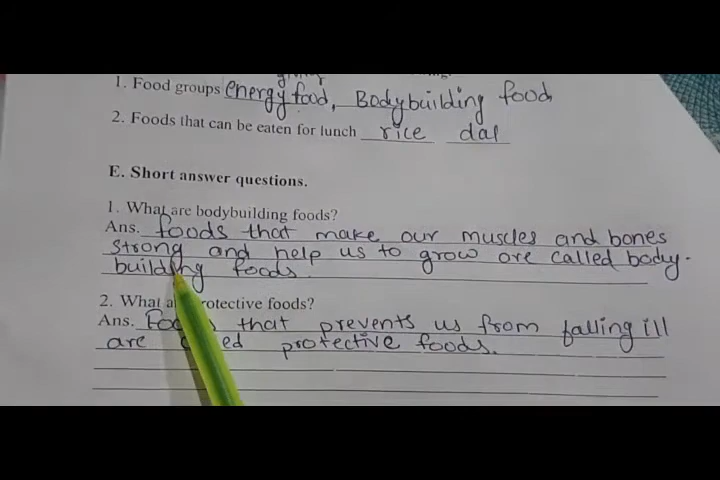 giver
1. Food groups energy food, Bodybuilding food
2. Foods that can be eaten for lunch rice dal
E. Short answer questions.
1. What are bodybuilding foods?
Ans. foods that make our muscles and bones
strong and help us to grow are called body-
building foods.
2. What a rotective foods?
Ans. Foods that prevents us from falling ill
are called protective foods.